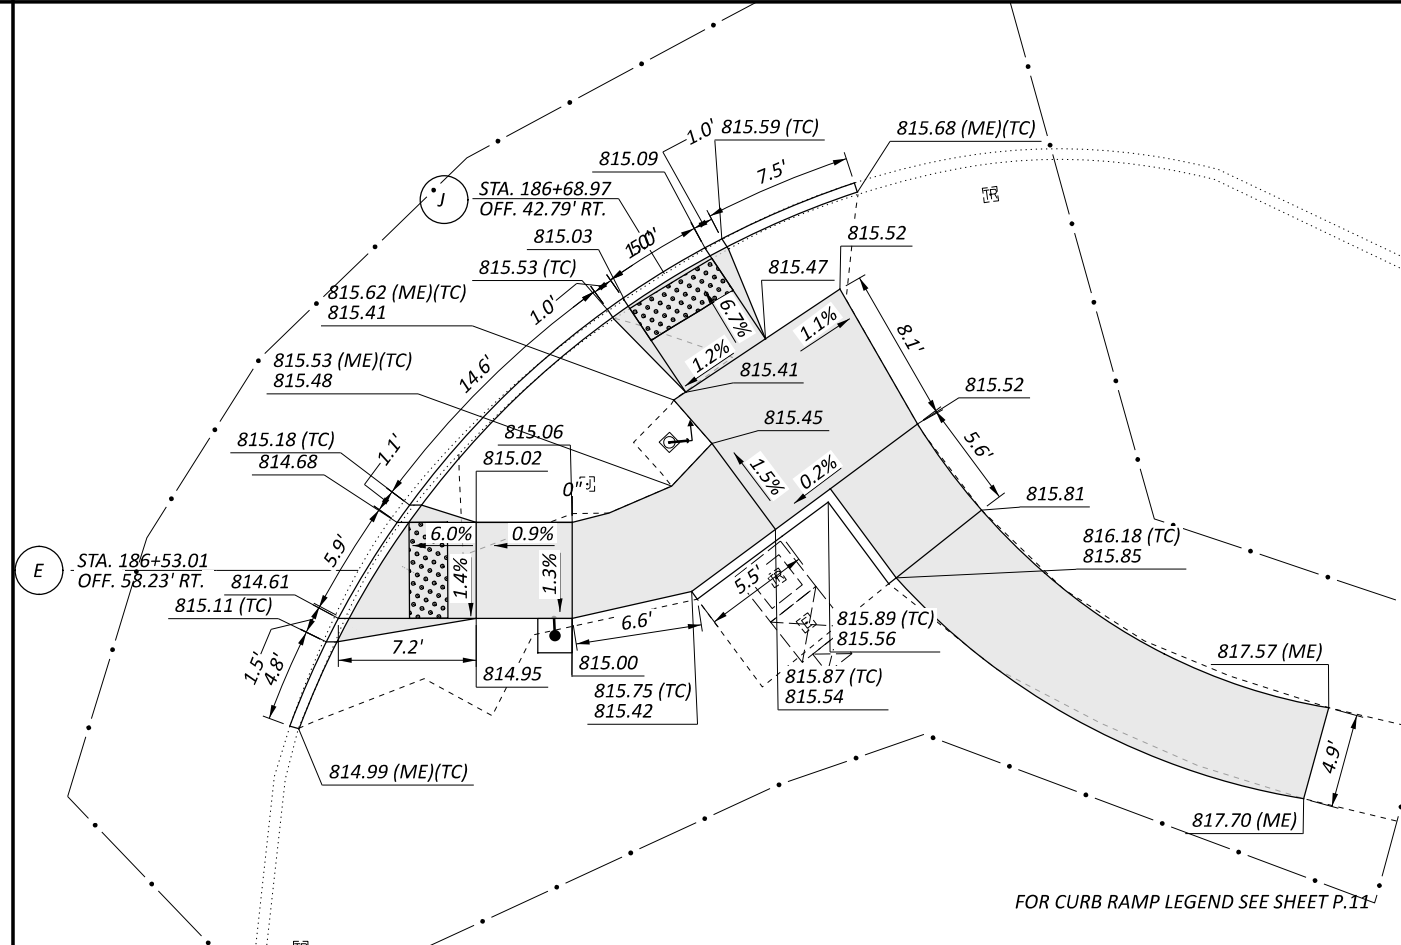 1.0'
815.59 (TC)
815.68 (ME)(TC)
815.09
7.5'
J
STA. 186+68.97
OFF. 42.79' RT.
815.03
815.52
815.53 (TC)
815.47
815.62 (ME)(TC)
815.41
1.0'
6.7%
1.1%
8.1'
1.2%
815.53 (ME)(TC)
815.48
14.6'
815.41
815.52
815.45
815.18 (TC)
814.68
1.1'
815.06
815.02
5.6'
1.5%
0.2%
0"
815.81
6.0%
0.9%
816.18 (TC)
815.85
5.9'
E
STA. 186+53.01
OFF. 58.23' RT.
814.61
815.11 (TC)
1.4%
1.3%
5.5'
815.89 (TC)
815.56
6.6'
7.2'
1.5'
4.8'
814.95
815.00
815.75 (TC)
815.42
815.87 (TC)
815.54
817.57 (ME)
4.9'
814.99 (ME)(TC)
817.70 (ME)
FOR CURB RAMP LEGEND SEE SHEET P.11